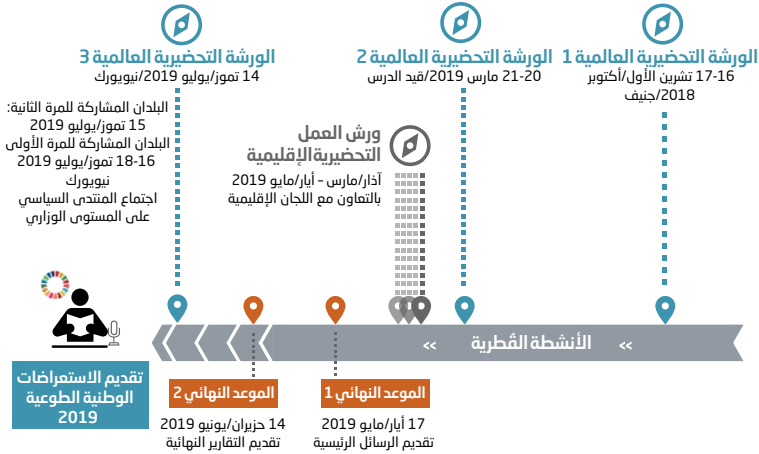 الورشة التحضيرية العالمية 1
16-17 تشرين الأول/أكتوبر
2018/جنيف
الورشة التحضيرية العالمية 2
20-21 مارس 2019/قيد الدرس
الورشة التحضيرية العالمية 3
14 تموز/يوليو 2019/نيويورك
البلدان المشاركة للمرة الثانية:
15 تموز/يوليو 2019
البلدان المشاركة للمرة الأولى
16-18 تموز/يوليو 2019
نيويورك
اجتماع المنتدى السياسي
على المستوى الوزاري
ورش العمل
التحضيرية الإقليمية
آذار/مارس - أيار/مايو 2019
بالتعاون مع اللجان الإقليمية
>> الأنشطة القُطرية >>
الموعد النهائي 1
17 أيار/مايو 2019
تقديم الرسائل الرئيسية
الموعد النهائي 2
14 حزيران/يونيو 2019
تقديم التقارير النهائية
تقديم الاستعراضات
الوطنية الطوعية
2019